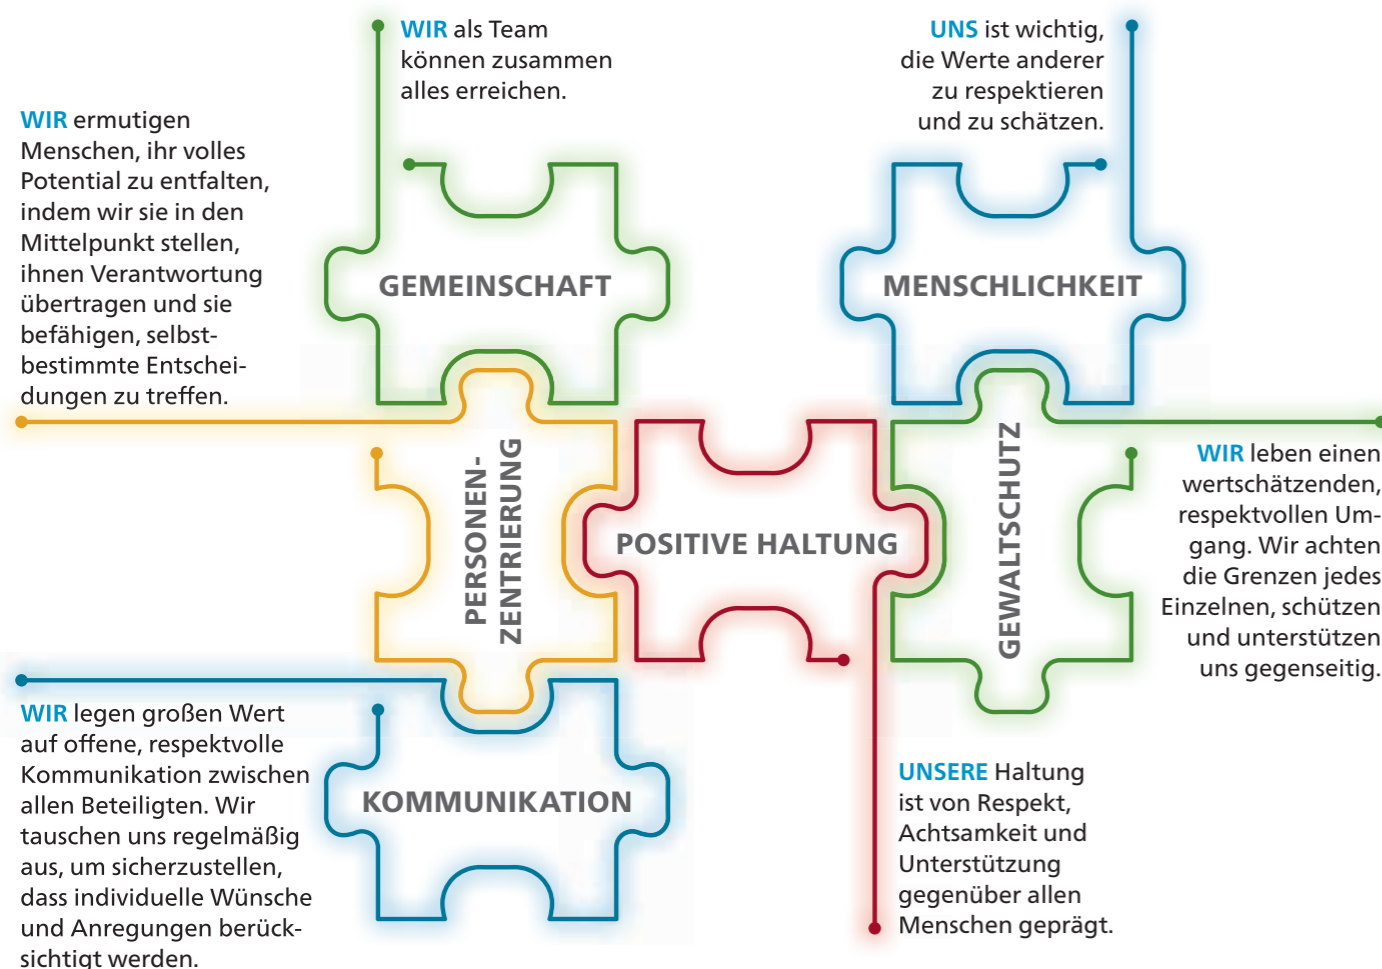 WIR als Team
können zusammen
alles erreichen.
UNS ist wichtig,
die Werte anderer
zu respektieren
und zu schätzen.
WIR ermutigen
Menschen, ihr volles
Potential zu entfalten,
indem wir sie in den
Mittelpunkt stellen,
ihnen Verantwortung
übertragen und sie
befähigen, selbst-
bestimmte Entschei-
dungen zu treffen.
GEMEINSCHAFT
MENSCHLICHKEIT
PERSONEN-
ZENTRIERUNG
POSITIVE HALTUNG
GEWALTSCHUTZ
WIR leben einen
wertschätzenden,
respektvollen Um-
gang. Wir achten
die Grenzen jedes
Einzelnen, schützen
und unterstützen
uns gegenseitig.
WIR legen großen Wert
auf offene, respektvolle
Kommunikation zwischen
allen Beteiligten. Wir
tauschen uns regelmäßig
aus, um sicherzustellen,
dass individuelle Wünsche
und Anregungen berück-
sichtigt werden.
KOMMUNIKATION
UNSERE Haltung
ist von Respekt,
Achtsamkeit und
Unterstützung
gegenüber allen
Menschen geprägt.